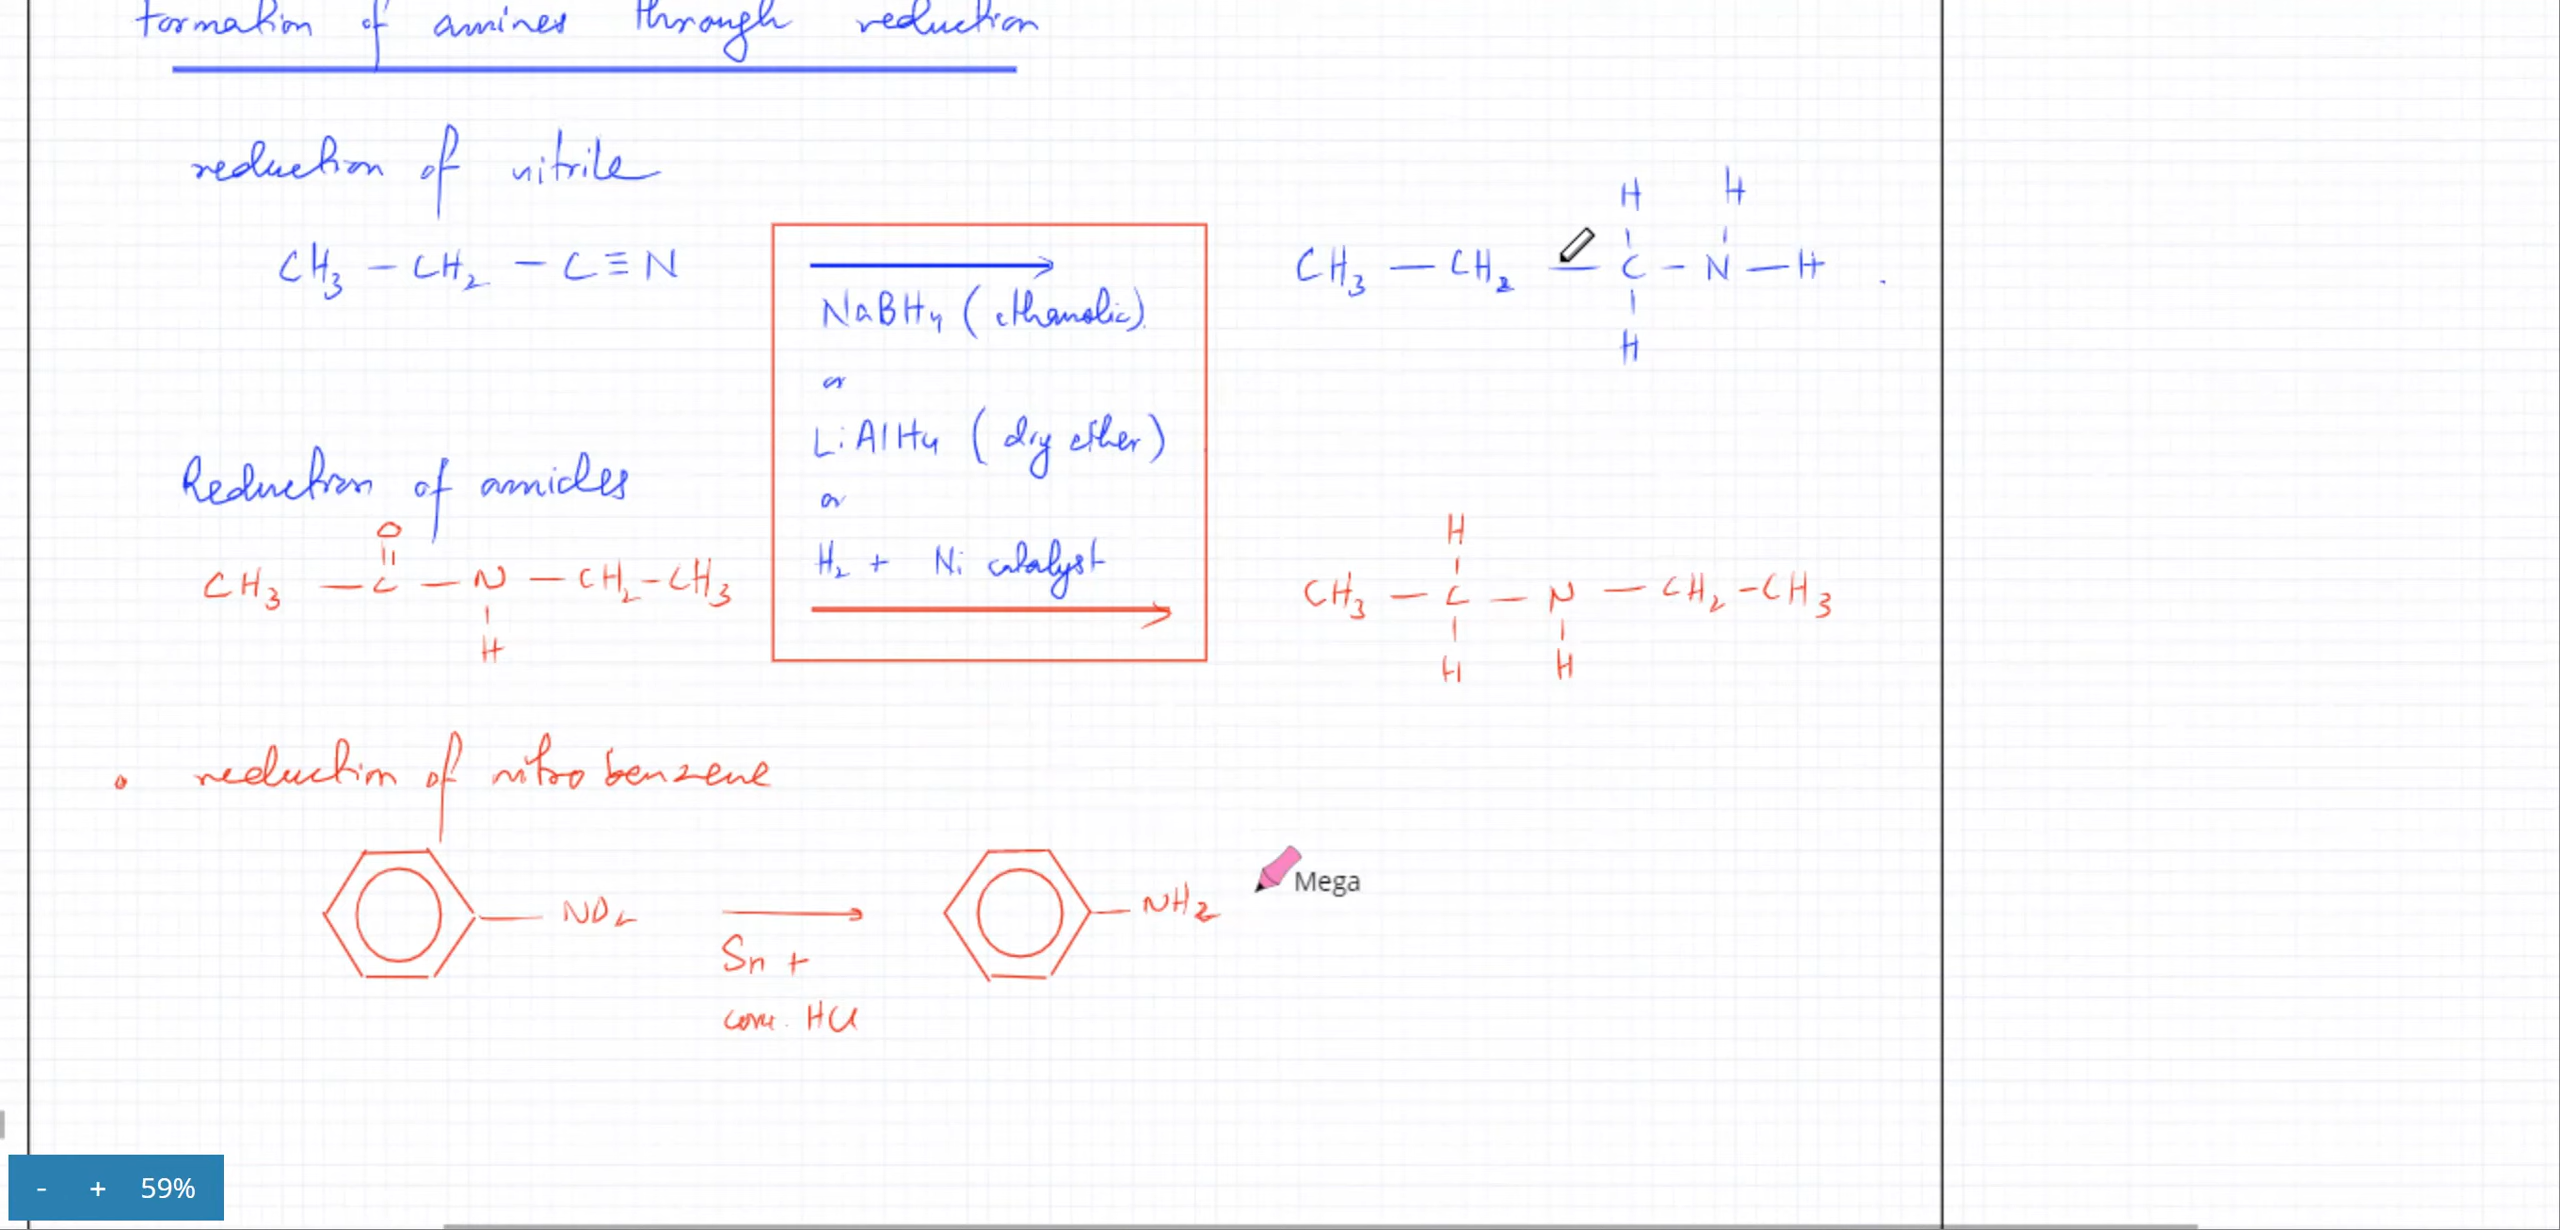 Formation of amines through reduction
reduction of nitrile
CH₃ — CH₂ — C≡N
NaBH₄ (ethanolic)
or
LiAlH₄ (dry ether)
or
H₂ + Ni catalyst
H H
CH₃ — CH₂ — C — N — H .
H
Reduction of amides
O
CH₃ — C — N — CH₂ — CH₃
H
H
CH₃ — C — N — CH₂ — CH₃
H H
• reduction of nitrobenzene
— NO₂
Sn +
conc. HCl
— NH₂
Mega
- + 59%